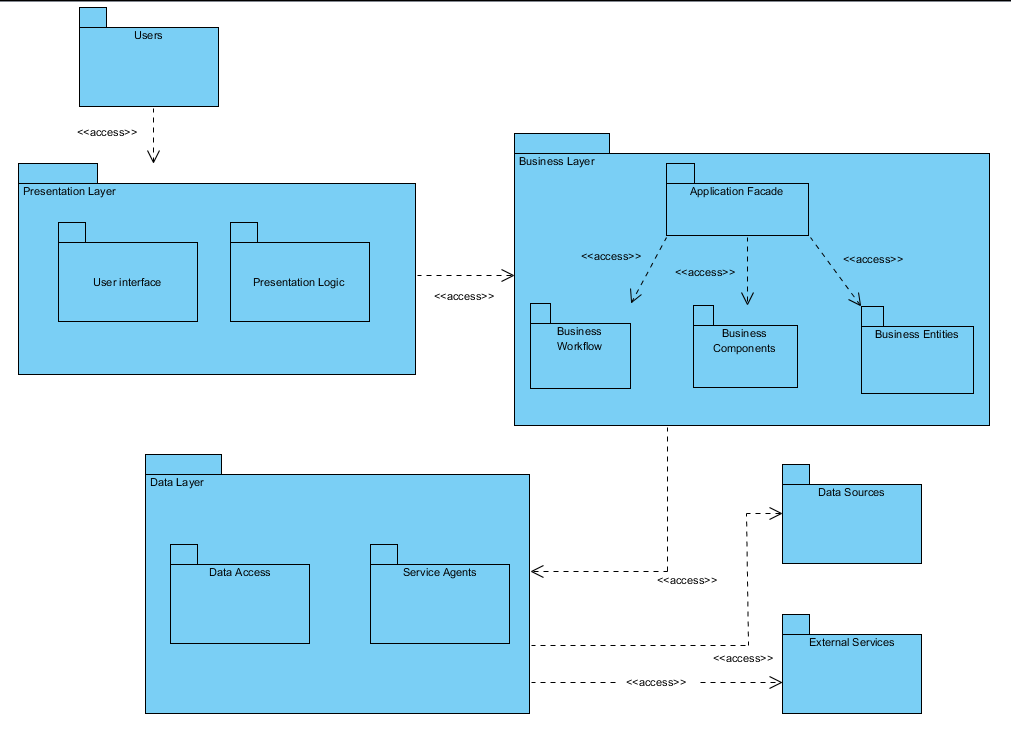 Users
<<access>>
Presentation Layer
User interface
Presentation Logic
<<access>>
Business Layer
Application Facade
<<access>>
<<access>>
<<access>>
Business
Workflow
Business
Components
Business Entities
Data Layer
Data Access
Service Agents
<<access>>
Data Sources
<<access>>
External Services
<<access>>